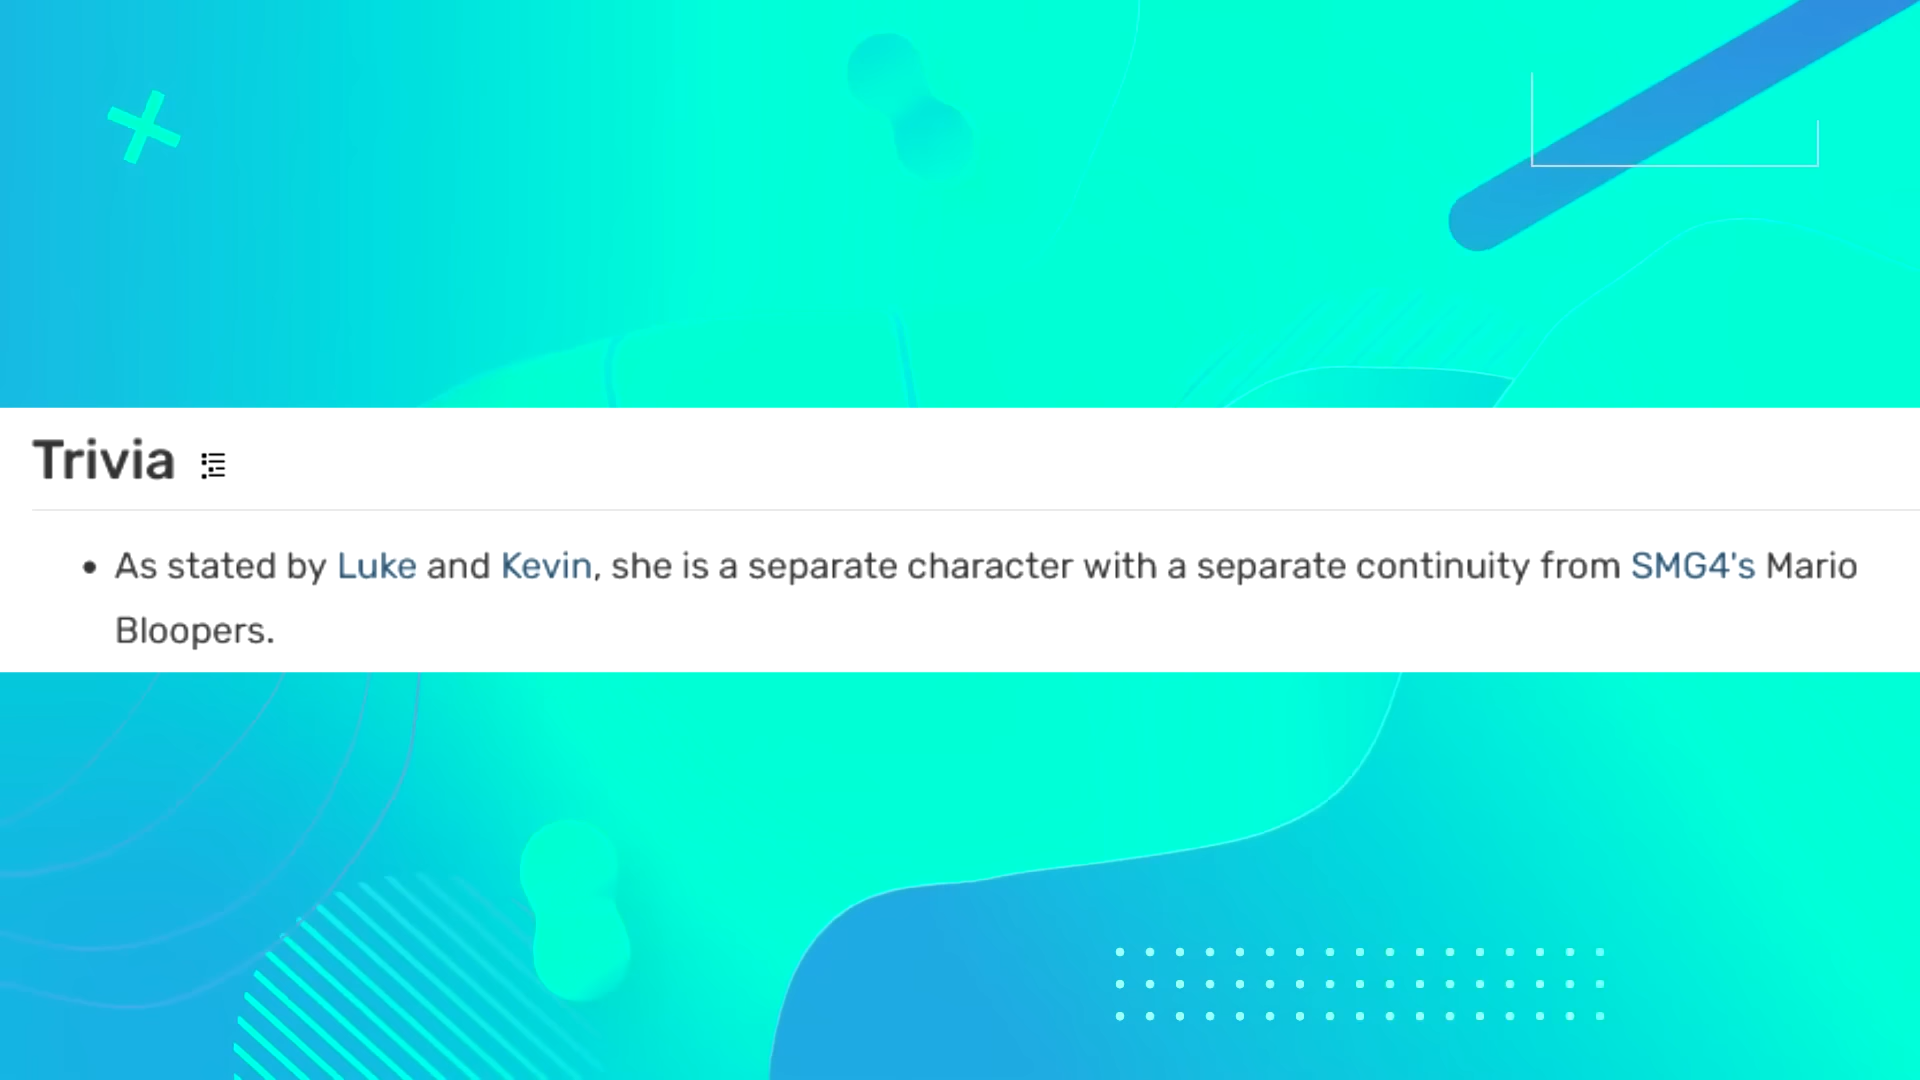 Trivia
As stated by Luke and Kevin, she is a separate character with a separate continuity from SMG4's Mario
Bloopers.